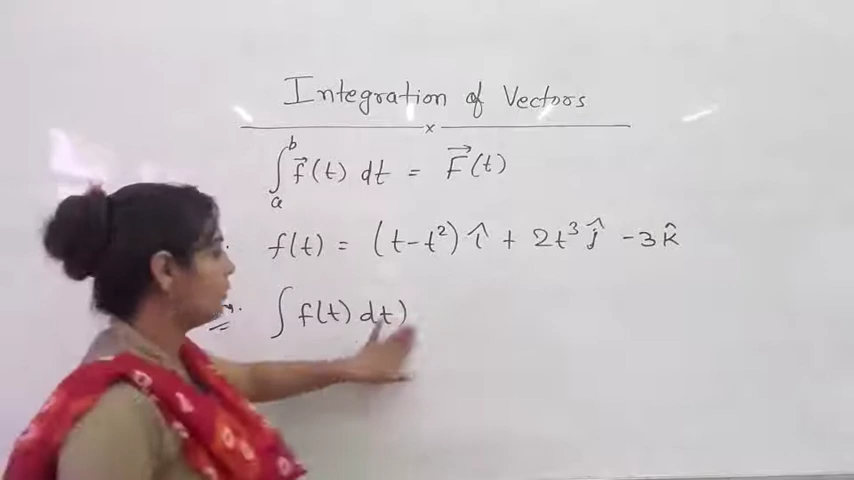 Integration of Vectors
∫ₐᵇ f⃗(t) dt = F⃗(t)
f(t) = (t-t²) î + 2t³ ĵ - 3k̂
∫ f(t) dt)